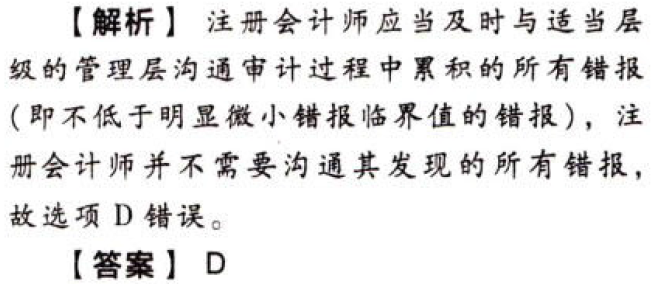 【解析】 注册会计师应当及时与适当层
级的管理层沟通审计过程中累积的所有错报
(即不低于明显微小错报临界值的错报)，注
册会计师并不需要沟通其发现的所有错报，
故选项 D 错误。
【答案】 D